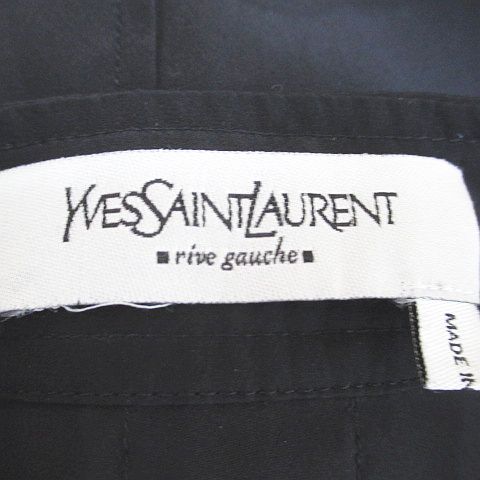 YVESSAINTLAURENT
rive gauche
MADE IN